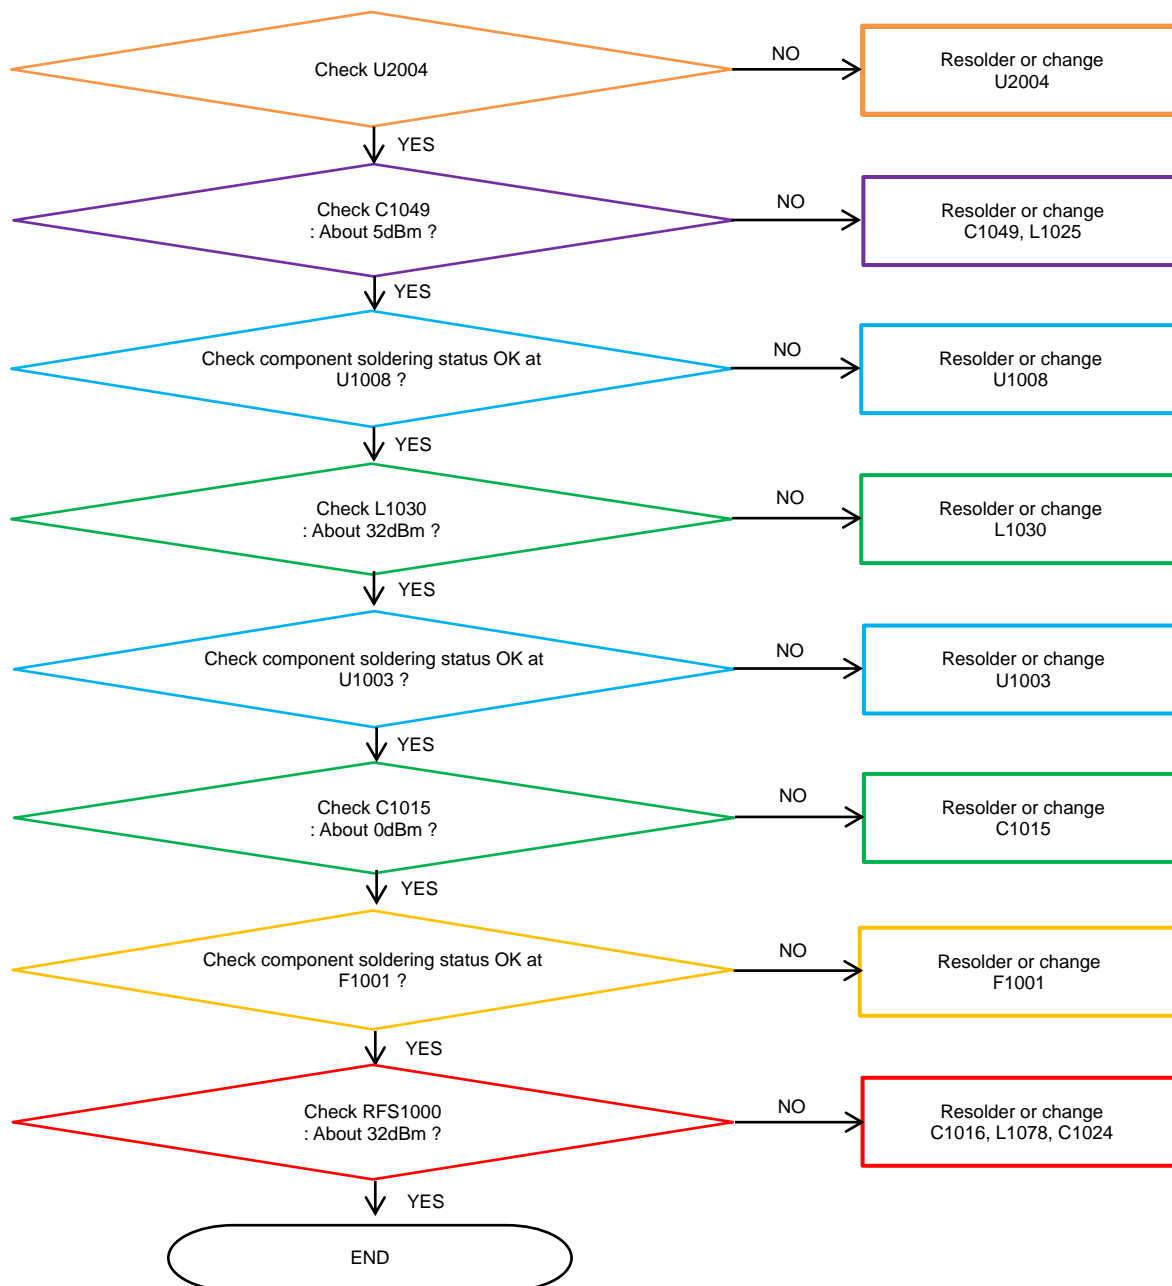 Check U2004
NO
Resolder or change
U2004
YES
Check C1049
: About 5dBm ?
NO
Resolder or change
C1049, L1025
YES
Check component soldering status OK at
U1008 ?
NO
Resolder or change
U1008
YES
Check L1030
: About 32dBm ?
NO
Resolder or change
L1030
YES
Check component soldering status OK at
U1003 ?
NO
Resolder or change
U1003
YES
Check C1015
: About 0dBm ?
NO
Resolder or change
C1015
YES
Check component soldering status OK at
F1001 ?
NO
Resolder or change
F1001
YES
Check RFS1000
: About 32dBm ?
NO
Resolder or change
C1016, L1078, C1024
YES
END